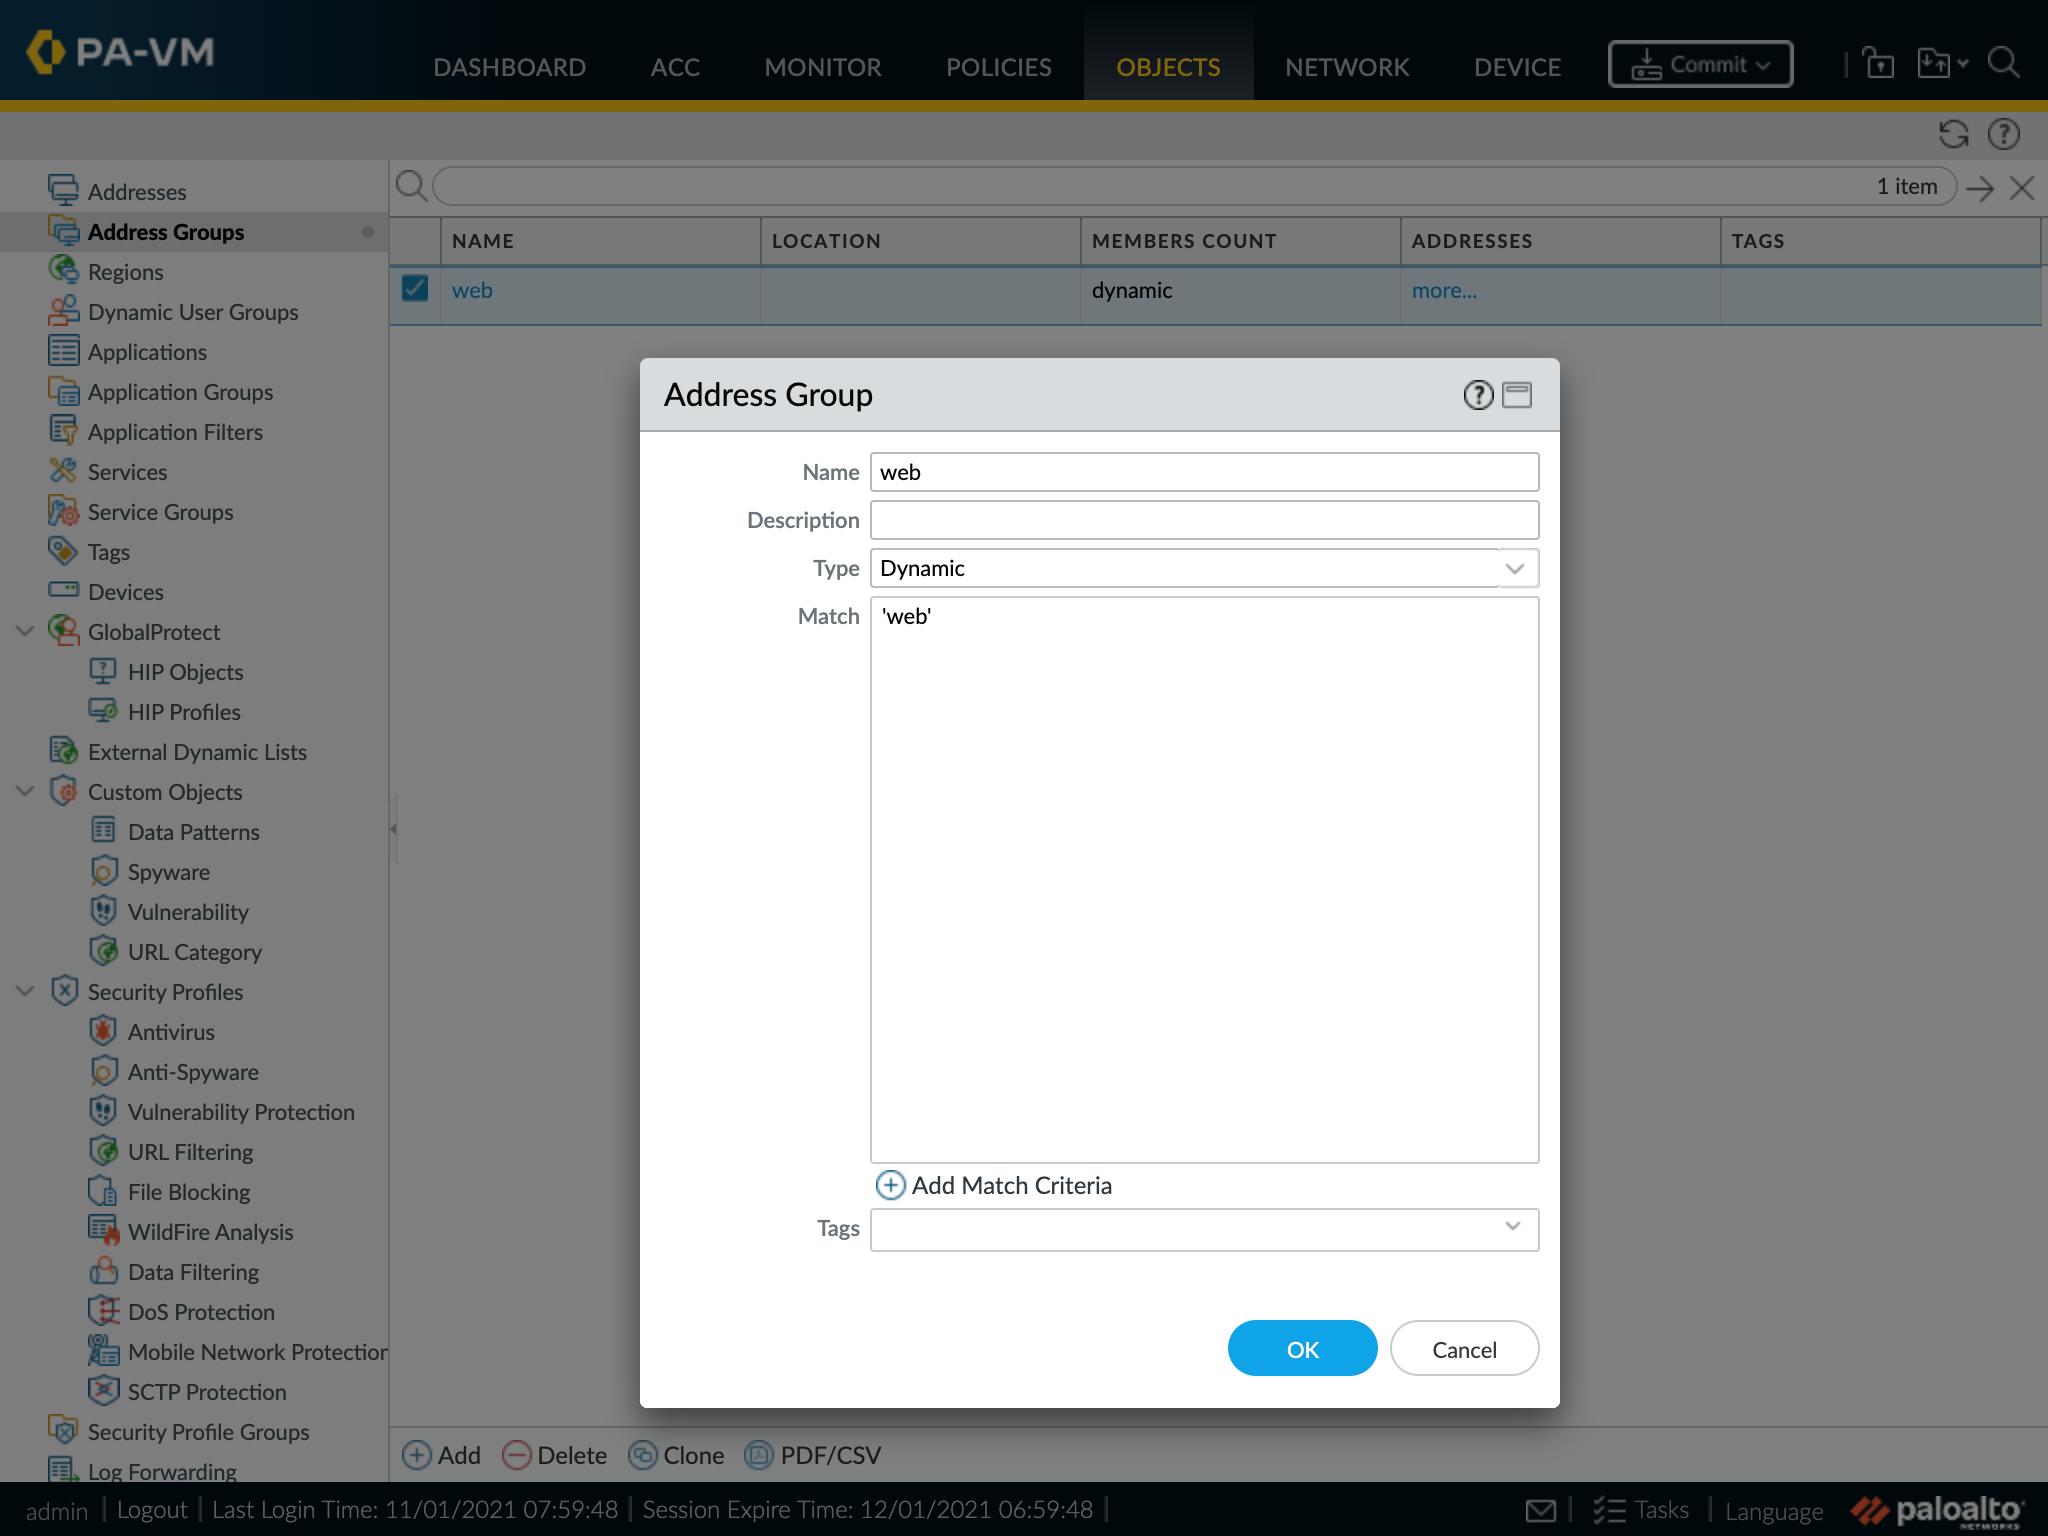 PA-VM
DASHBOARD ACC MONITOR POLICIES OBJECTS NETWORK DEVICE Commit
Addresses
Address Groups
Regions
Dynamic User Groups
Applications
Application Groups
Application Filters
Services
Service Groups
Tags
Devices
GlobalProtect
HIP Objects
HIP Profiles
External Dynamic Lists
Custom Objects
Data Patterns
Spyware
Vulnerability
URL Category
Security Profiles
Antivirus
Anti-Spyware
Vulnerability Protection
URL Filtering
File Blocking
WildFire Analysis
Data Filtering
DoS Protection
Mobile Network Protection
SCTP Protection
Security Profile Groups
Log Forwarding
1 item
NAME LOCATION MEMBERS COUNT ADDRESSES TAGS
web dynamic more...
Address Group
Name web
Description
Type Dynamic
Match 'web'
Add Match Criteria
Tags
OK Cancel
Add Delete Clone PDF/CSV
admin | Logout | Last Login Time: 11/01/2021 07:59:48 | Session Expire Time: 12/01/2021 06:59:48 |
Tasks | Language paloalto
NETWORKS